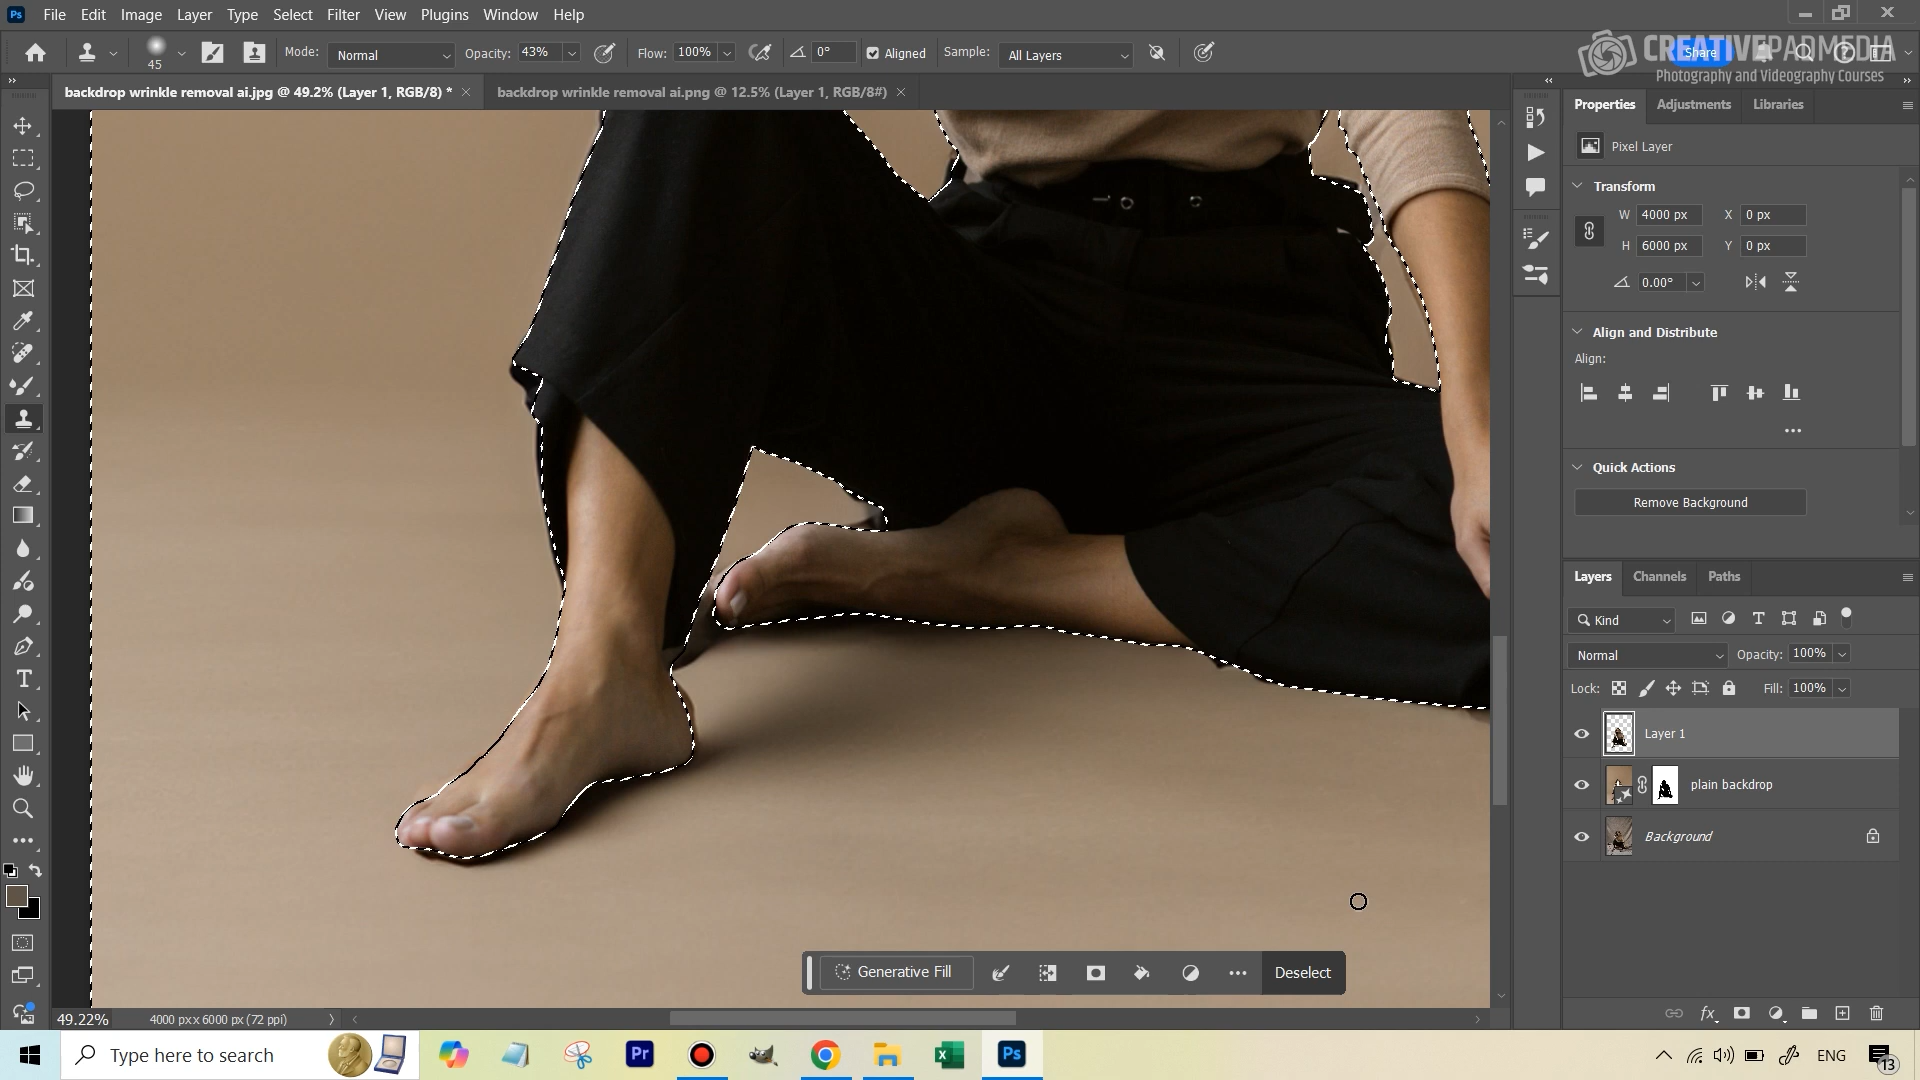 Ps File Edit Image Layer Type Select Filter View Plugins Window Help
45 Mode: Normal Opacity: 43% Flow: 100% 0° Aligned Sample: All Layers Share
CREATIVEPADMEDIA
Photography and Videography Courses
backdrop wrinkle removal ai.jpg @ 49.2% (Layer 1, RGB/8) * backdrop wrinkle removal ai.png @ 12.5% (Layer 1, RGB/8#)
Properties Adjustments Libraries
Pixel Layer
Transform
W 4000 px X 0 px
H 6000 px Y 0 px
0.00°
Align and Distribute
Align:
Quick Actions
Remove Background
Layers Channels Paths
Kind
Normal Opacity: 100%
Lock: Fill: 100%
Layer 1
plain backdrop
Background
Generative Fill Deselect
49.22% 4000 px x 6000 px (72 ppi)
Type here to search Pr Ps ENG 13